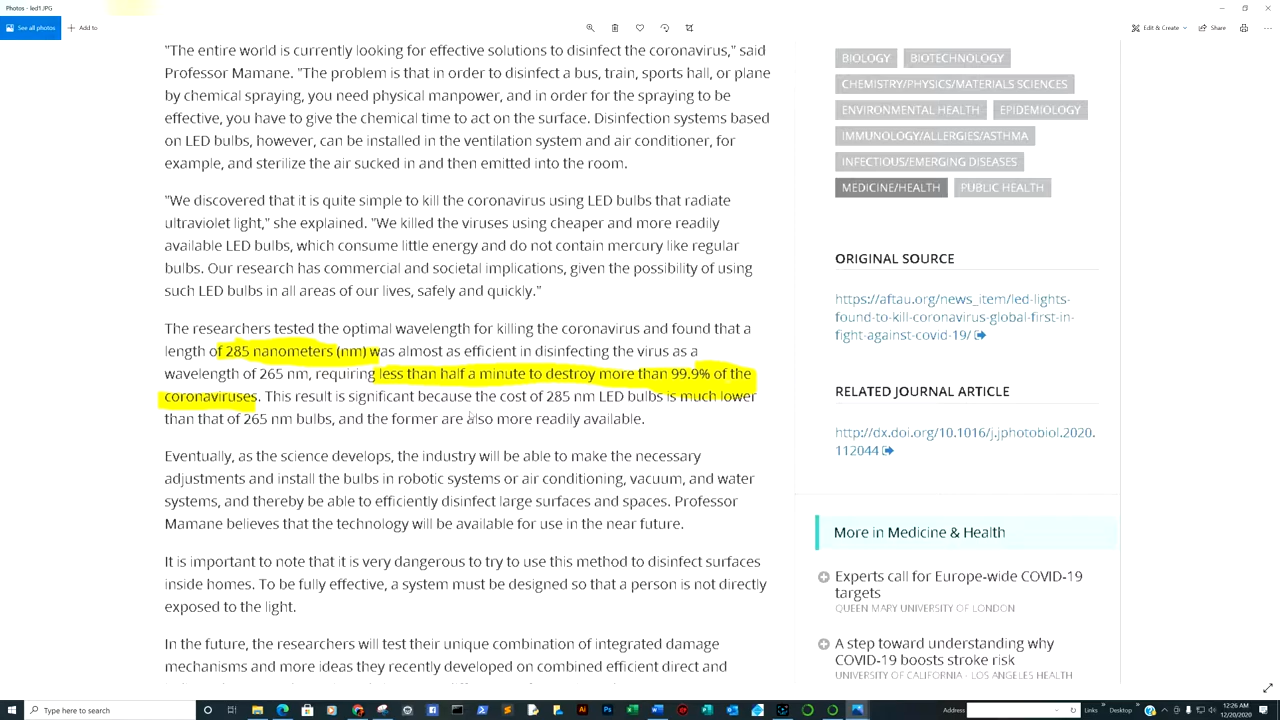 Photos - led1.JPG
See all photos
Add to
Edit & Create
Share
"The entire world is currently looking for effective solutions to disinfect the coronavirus," said
Professor Mamane. "The problem is that in order to disinfect a bus, train, sports hall, or plane
by chemical spraying, you need physical manpower, and in order for the spraying to be
effective, you have to give the chemical time to act on the surface. Disinfection systems based
on LED bulbs, however, can be installed in the ventilation system and air conditioner, for
example, and sterilize the air sucked in and then emitted into the room.
"We discovered that it is quite simple to kill the coronavirus using LED bulbs that radiate
ultraviolet light," she explained. "We killed the viruses using cheaper and more readily
available LED bulbs, which consume little energy and do not contain mercury like regular
bulbs. Our research has commercial and societal implications, given the possibility of using
such LED bulbs in all areas of our lives, safely and quickly."
The researchers tested the optimal wavelength for killing the coronavirus and found that a
length of 285 nanometers (nm) was almost as efficient in disinfecting the virus as a
wavelength of 265 nm, requiring less than half a minute to destroy more than 99.9% of the
coronaviruses. This result is significant because the cost of 285 nm LED bulbs is much lower
than that of 265 nm bulbs, and the former are also more readily available.
Eventually, as the science develops, the industry will be able to make the necessary
adjustments and install the bulbs in robotic systems or air conditioning, vacuum, and water
systems, and thereby be able to efficiently disinfect large surfaces and spaces. Professor
Mamane believes that the technology will be available for use in the near future.
It is important to note that it is very dangerous to try to use this method to disinfect surfaces
inside homes. To be fully effective, a system must be designed so that a person is not directly
exposed to the light.
In the future, the researchers will test their unique combination of integrated damage
mechanisms and more ideas they recently developed on combined efficient direct and
BIOLOGY
BIOTECHNOLOGY
CHEMISTRY/PHYSICS/MATERIALS SCIENCES
ENVIRONMENTAL HEALTH
EPIDEMIOLOGY
IMMUNOLOGY/ALLERGIES/ASTHMA
INFECTIOUS/EMERGING DISEASES
MEDICINE/HEALTH
PUBLIC HEALTH
ORIGINAL SOURCE
https://aftau.org/news_item/led-lights-
found-to-kill-coronavirus-global-first-in-
fight-against-covid-19/
RELATED JOURNAL ARTICLE
http://dx.doi.org/10.1016/j.jphotobiol.2020.
112044
More in Medicine & Health
Experts call for Europe-wide COVID-19
targets
QUEEN MARY UNIVERSITY OF LONDON
A step toward understanding why
COVID-19 boosts stroke risk
UNIVERSITY OF CALIFORNIA - LOS ANGELES HEALTH
Type here to search
Address
Links
Desktop
12:26 AM
12/20/2020